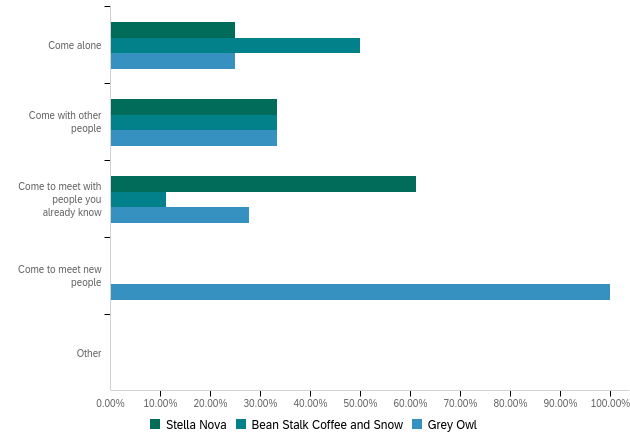 Come alone
Come with other
people
Come to meet with
people you
already know
Come to meet new
people
Other
0.00% 10.00% 20.00% 30.00% 40.00% 50.00% 60.00% 70.00% 80.00% 90.00% 100.00%
Stella Nova Bean Stalk Coffee and Snow Grey Owl